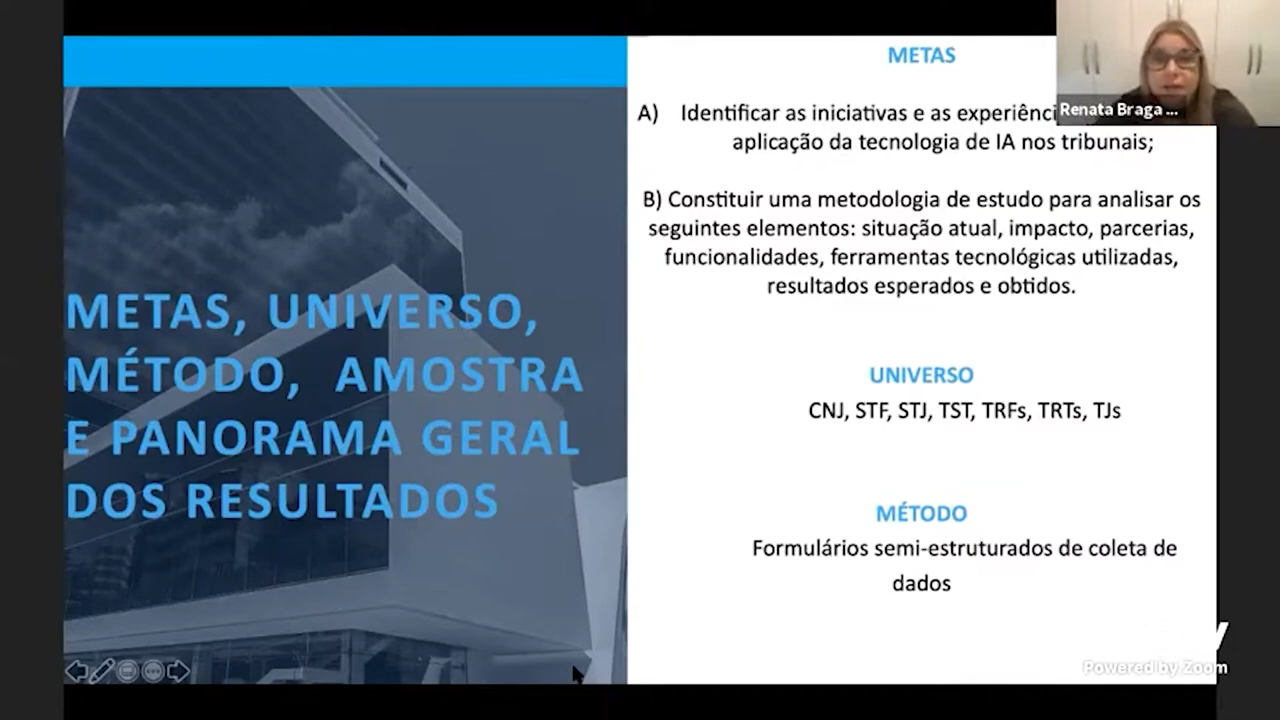 METAS, UNIVERSO,
MÉTODO, AMOSTRA
E PANORAMA GERAL
DOS RESULTADOS
METAS
A) Identificar as iniciativas e as
aplicação da tecnologia de IA nos tribunais;
B) Constituir uma metodologia de estudo para analisar os
seguintes elementos: situação atual, impacto, parcerias,
funcionalidades, ferramentas tecnológicas utilizadas,
resultados esperados e obtidos.
UNIVERSO
CNJ, STF, STJ, TST, TRFs, TRTs, TJs
MÉTODO
Formulários semi-estruturados de coleta de
dados
Renata Braga ...
Powered by Zoom